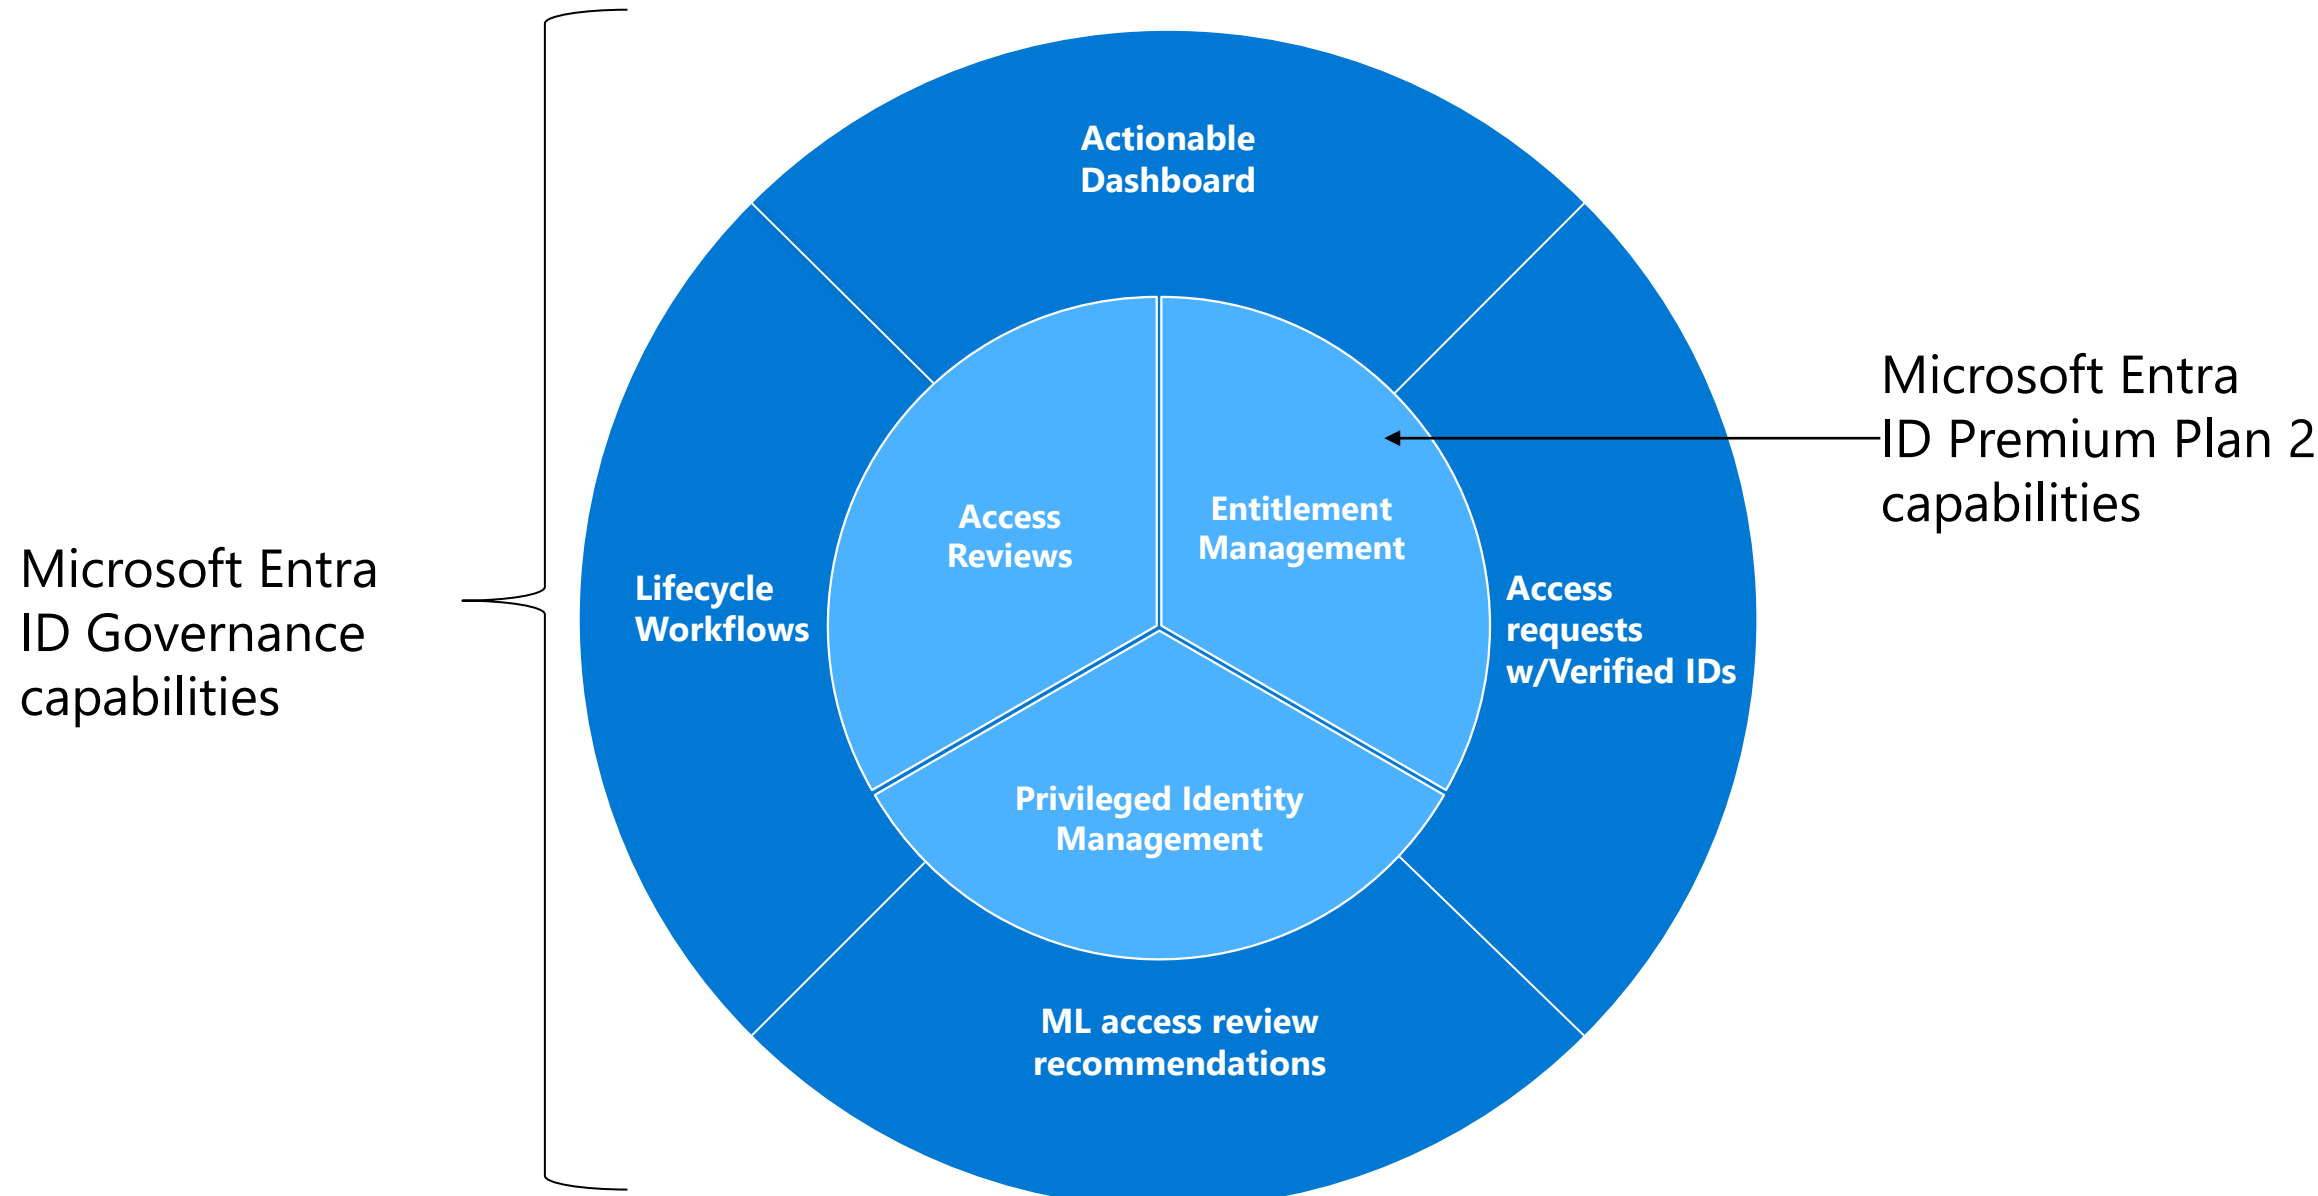 Actionable
Dashboard
Microsoft Entra
ID Premium Plan 2
capabilities
Access
Reviews
Entitlement
Management
Microsoft Entra
ID Governance
capabilities
Lifecycle
Workflows
Access
requests
w/Verified IDs
Privileged Identity
Management
ML access review
recommendations